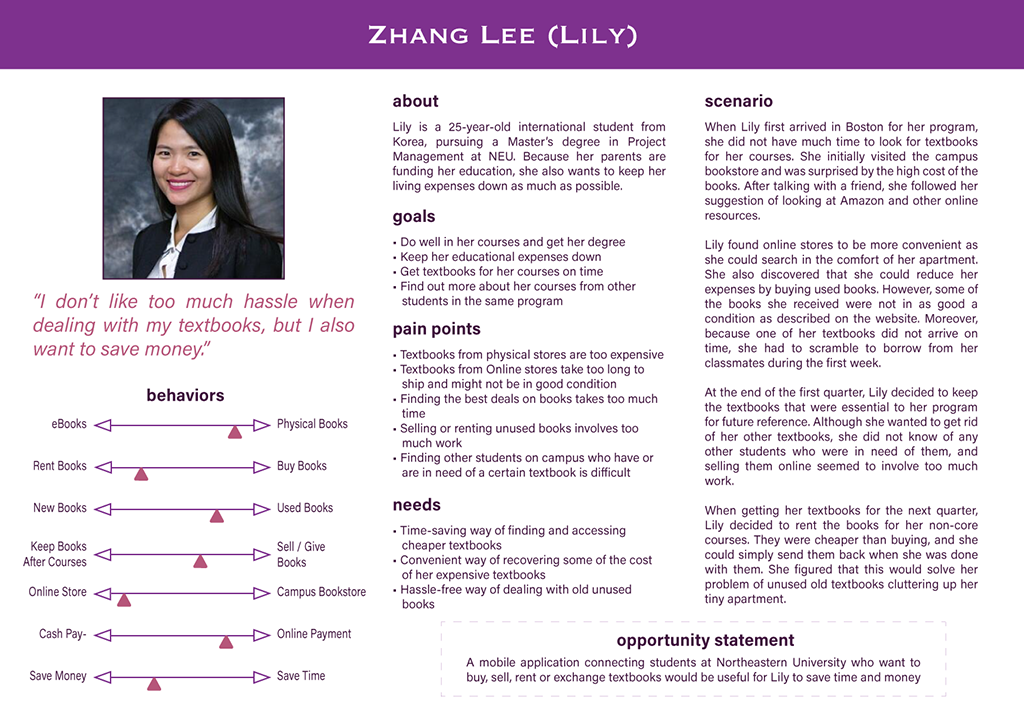 ZHANG LEE (LILY)
"I don't like too much hassle when
dealing with my textbooks, but I also
want to save money."
behaviors
eBooks
Physical Books
Rent Books
Buy Books
New Books
Used Books
Keep Books
After Courses
Sell / Give
Books
Online Store
Campus Bookstore
Cash Pay-
Online Payment
Save Money
Save Time
about
Lily is a 25-year-old international student from
Korea, pursuing a Master's degree in Project
Management at NEU. Because her parents are
funding her education, she also wants to keep her
living expenses down as much as possible.
goals
• Do well in her courses and get her degree
• Keep her educational expenses down
• Get textbooks for her courses on time
• Find out more about her courses from other
students in the same program
pain points
• Textbooks from physical stores are too expensive
• Textbooks from Online stores take too long to
ship and might not be in good condition
• Finding the best deals on books takes too much
time
• Selling or renting unused books involves too
much work
• Finding other students on campus who have or
are in need of a certain textbook is difficult
needs
• Time-saving way of finding and accessing
cheaper textbooks
• Convenient way of recovering some of the cost
of her expensive textbooks
• Hassle-free way of dealing with old unused
books
scenario
When Lily first arrived in Boston for her program,
she did not have much time to look for textbooks
for her courses. She initially visited the campus
bookstore and was surprised by the high cost of the
books. After talking with a friend, she followed her
suggestion of looking at Amazon and other online
resources.
Lily found online stores to be more convenient as
she could search in the comfort of her apartment.
She also discovered that she could reduce her
expenses by buying used books. However, some of
the books she received were not in as good a
condition as described on the website. Moreover,
because one of her textbooks did not arrive on
time, she had to scramble to borrow from her
classmates during the first week.
At the end of the first quarter, Lily decided to keep
the textbooks that were essential to her program
for future reference. Although she wanted to get rid
of her other textbooks, she did not know of any
other students who were in need of them, and
selling them online seemed to involve too much
work.
When getting her textbooks for the next quarter,
Lily decided to rent the books for her non-core
courses. They were cheaper than buying, and she
could simply send them back when she was done
with them. She figured that this would solve her
problem of unused old textbooks cluttering up her
tiny apartment.
opportunity statement
A mobile application connecting students at Northeastern University who want to
buy, sell, rent or exchange textbooks would be useful for Lily to save time and money